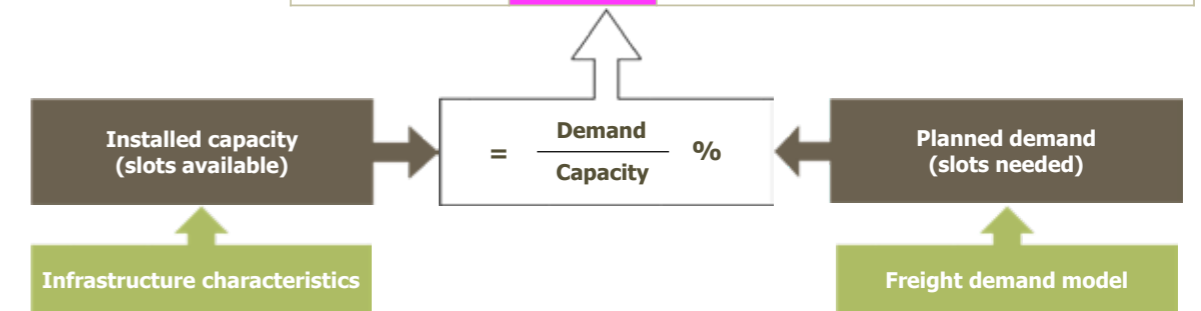 Installed capacity
(slots available)
= Demand %
Capacity
Planned demand
(slots needed)
Infrastructure characteristics
Freight demand model